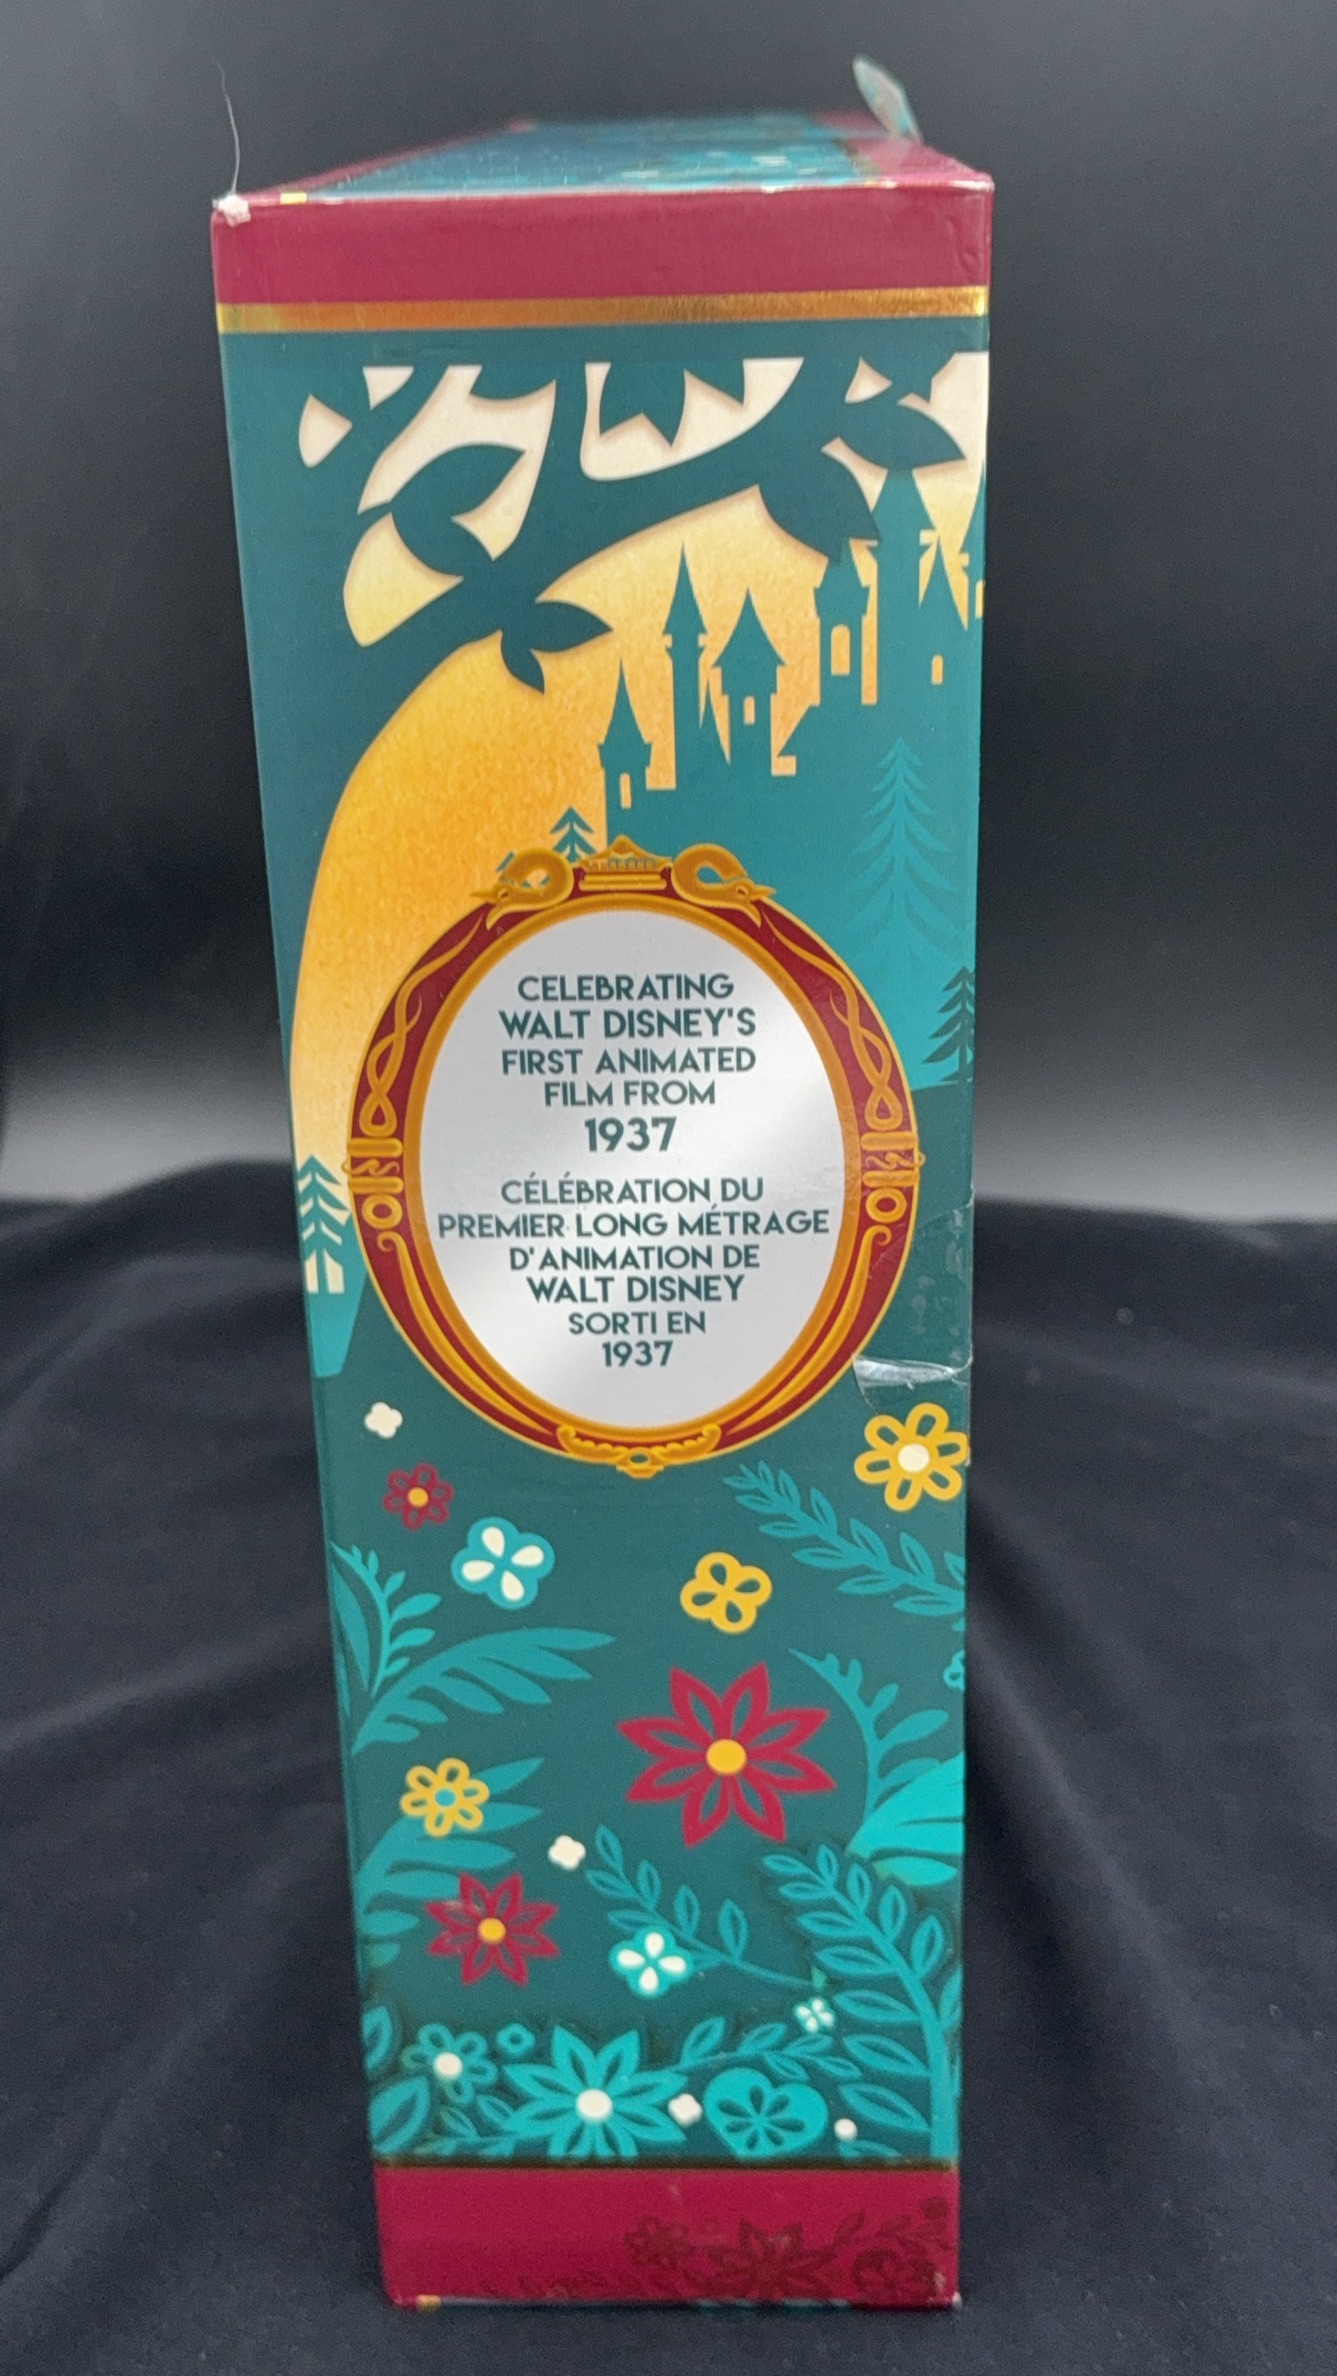 CELEBRATING
WALT DISNEY'S
FIRST ANIMATED
FILM FROM
1937
CÉLÉBRATION DU
PREMIER LONG MÉTRAGE
D'ANIMATION DE
WALT DISNEY
SORTI EN
1937